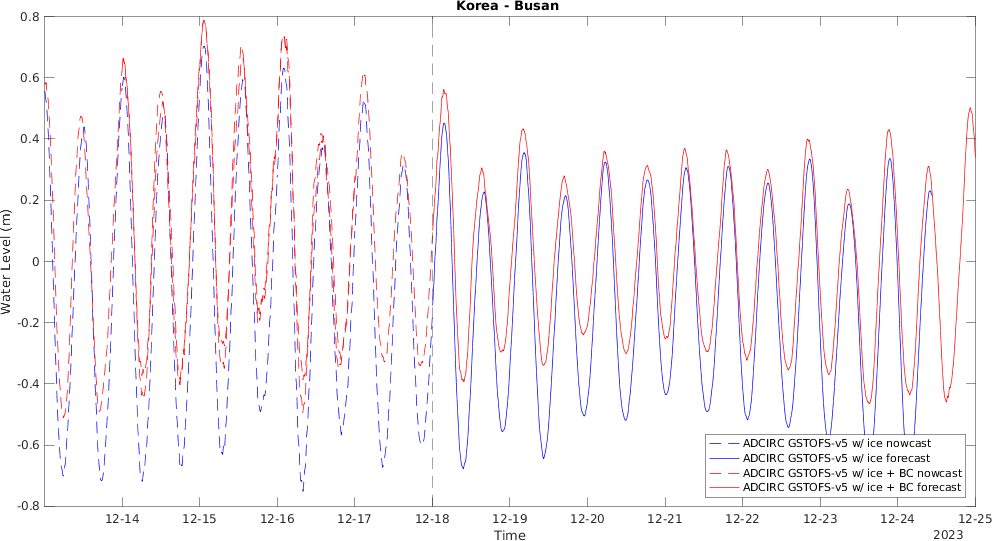 Korea - Busan
Water Level (m)
0.8
0.6
0.4
0.2
0
-0.2
-0.4
-0.6
-0.8
ADCIRC GSTOFS-v5 w/ ice nowcast
ADCIRC GSTOFS-v5 w/ ice forecast
ADCIRC GSTOFS-v5 w/ ice + BC nowcast
ADCIRC GSTOFS-v5 w/ ice + BC forecast
12-14 12-15 12-16 12-17 12-18 12-19 12-20 12-21 12-22 12-23 12-24 12-25
Time
2023